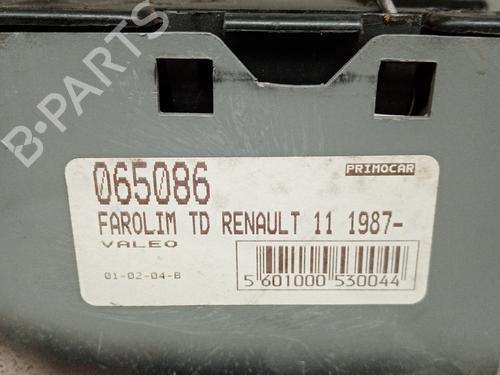 B-PARTS
065086
PRIMOCAR
FAROLIM TD RENAULT 11 1987-
VALEO
01-02-04-B
5 601000 530044